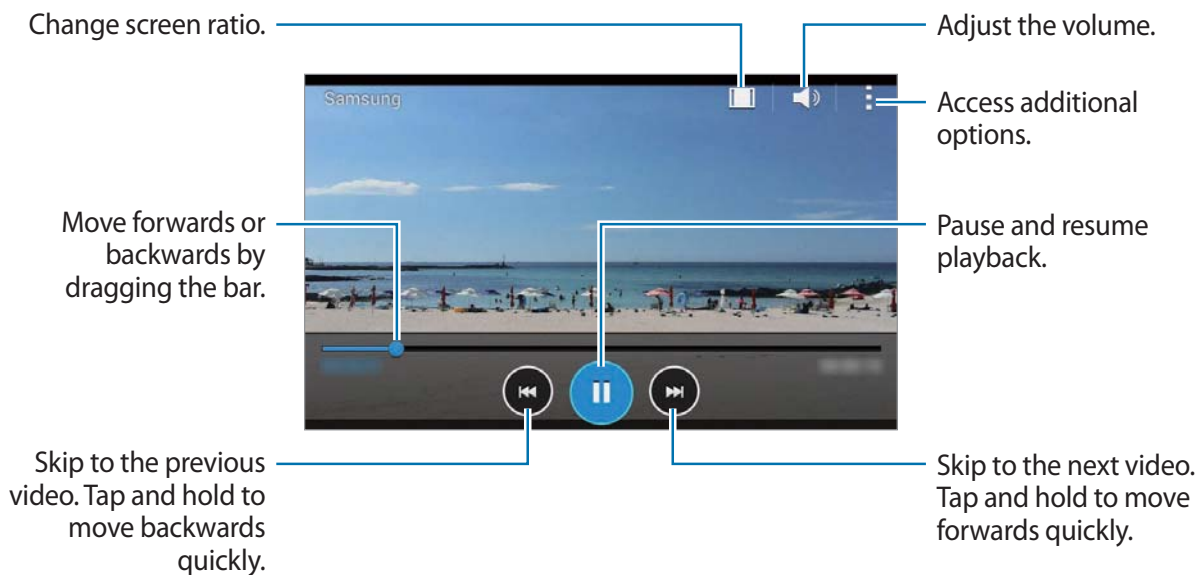 Change screen ratio.
Adjust the volume.
Samsung
Access additional
options.
Move forwards or
backwards by
dragging the bar.
Pause and resume
playback.
Skip to the previous
video. Tap and hold to
move backwards
quickly.
Skip to the next video.
Tap and hold to move
forwards quickly.